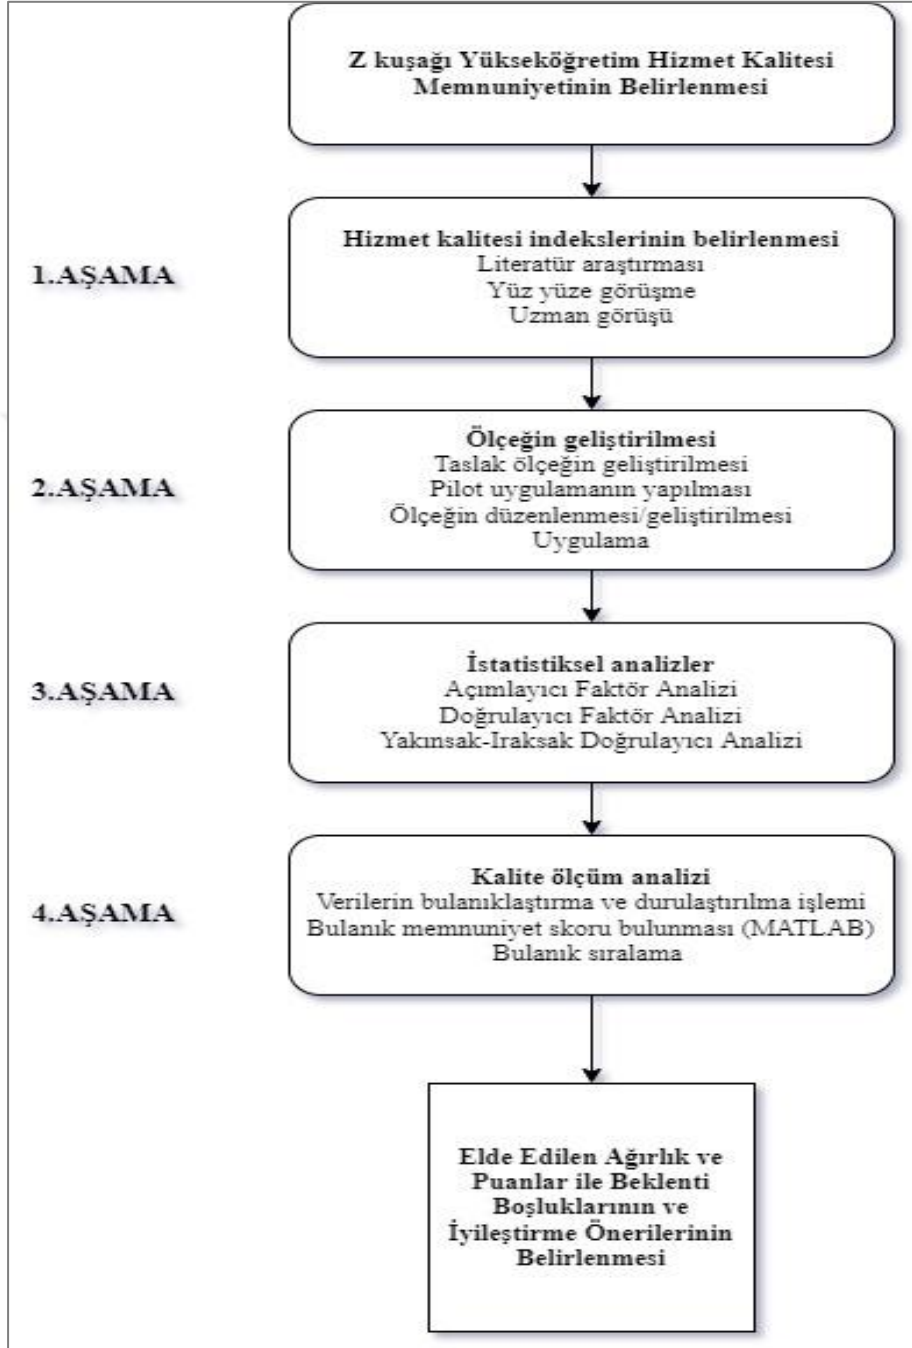 Z kuşağı Yükseköğretim Hizmet Kalitesi
Memnuniyetinin Belirlenmesi
1.AŞAMA
Hizmet kalitesi indekslerinin belirlenmesi
Literatür araştırması
Yüz yüze görüşme
Uzman görüşü
2.AŞAMA
Ölçeğin geliştirilmesi
Taslak ölçeğin geliştirilmesi
Pilot uygulamanın yapılması
Ölçeğin düzenlenmesi/geliştirilmesi
Uygulama
3.AŞAMA
İstatistiksel analizler
Açımlayıcı Faktör Analizi
Doğrulayıcı Faktör Analizi
Yakınsak-Iraksak Doğrulayıcı Analizi
4.AŞAMA
Kalite ölçüm analizi
Verilerin bulanıklaştırma ve durulaştırılma işlemi
Bulanık memnuniyet skoru bulunması (MATLAB)
Bulanık sıralama
Elde Edilen Ağırlık ve
Puanlar ile Beklenti
Boşluklarının ve
İyileştirme Önerilerinin
Belirlenmesi